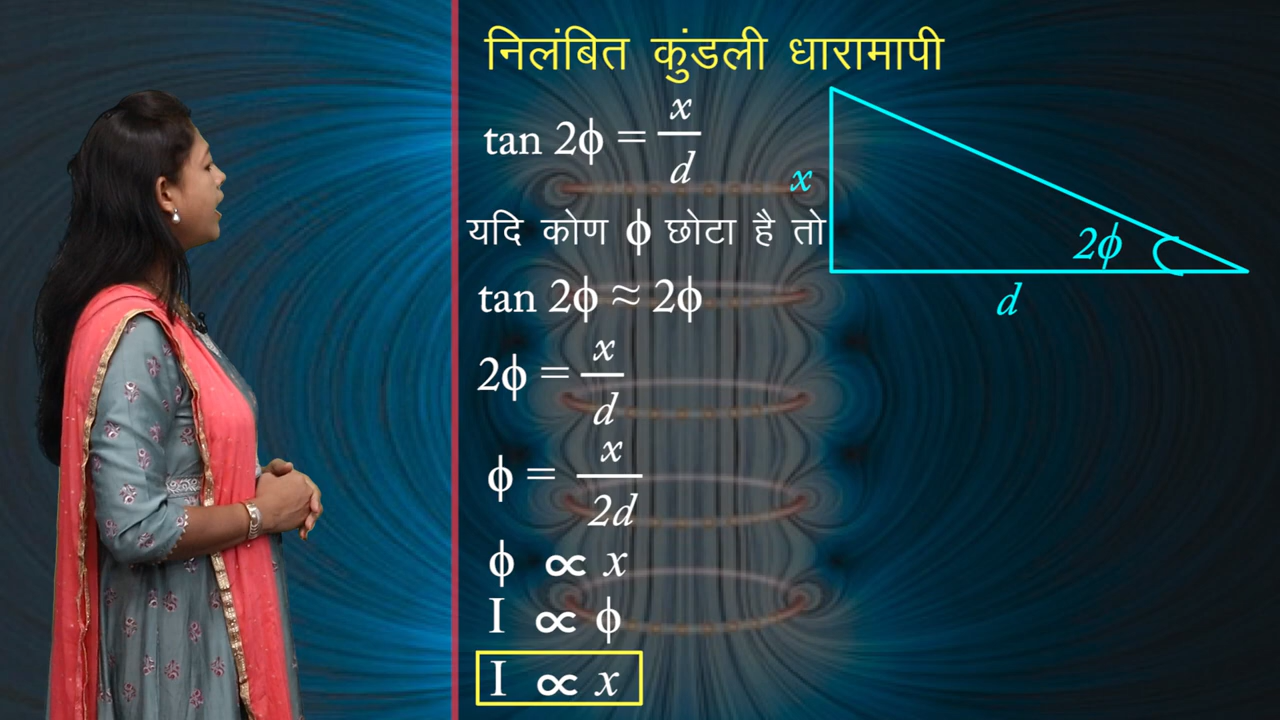 निलंबित कुंडली धारामापी
tan 2ϕ = x/d
यदि कोण ϕ छोटा है तो
tan 2ϕ ≈ 2ϕ
2ϕ = x/d
ϕ = x/2d
ϕ ∝ x
I ∝ ϕ
I ∝ x
x
2ϕ
d